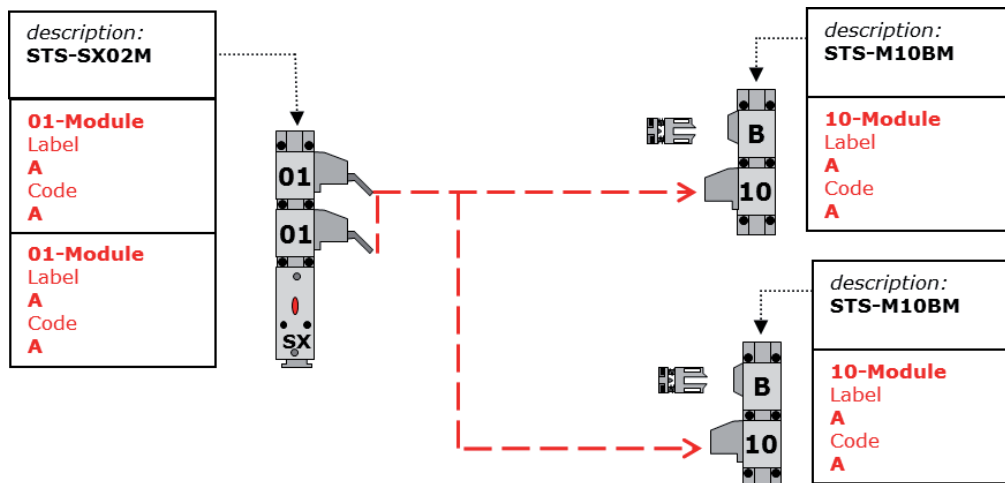 description:
STS-SX02M
01-Module
Label
A
Code
A
01-Module
Label
A
Code
A
01
01
SX
description:
STS-M10BM
10-Module
Label
A
Code
A
B
10
description:
STS-M10BM
10-Module
Label
A
Code
A
B
10